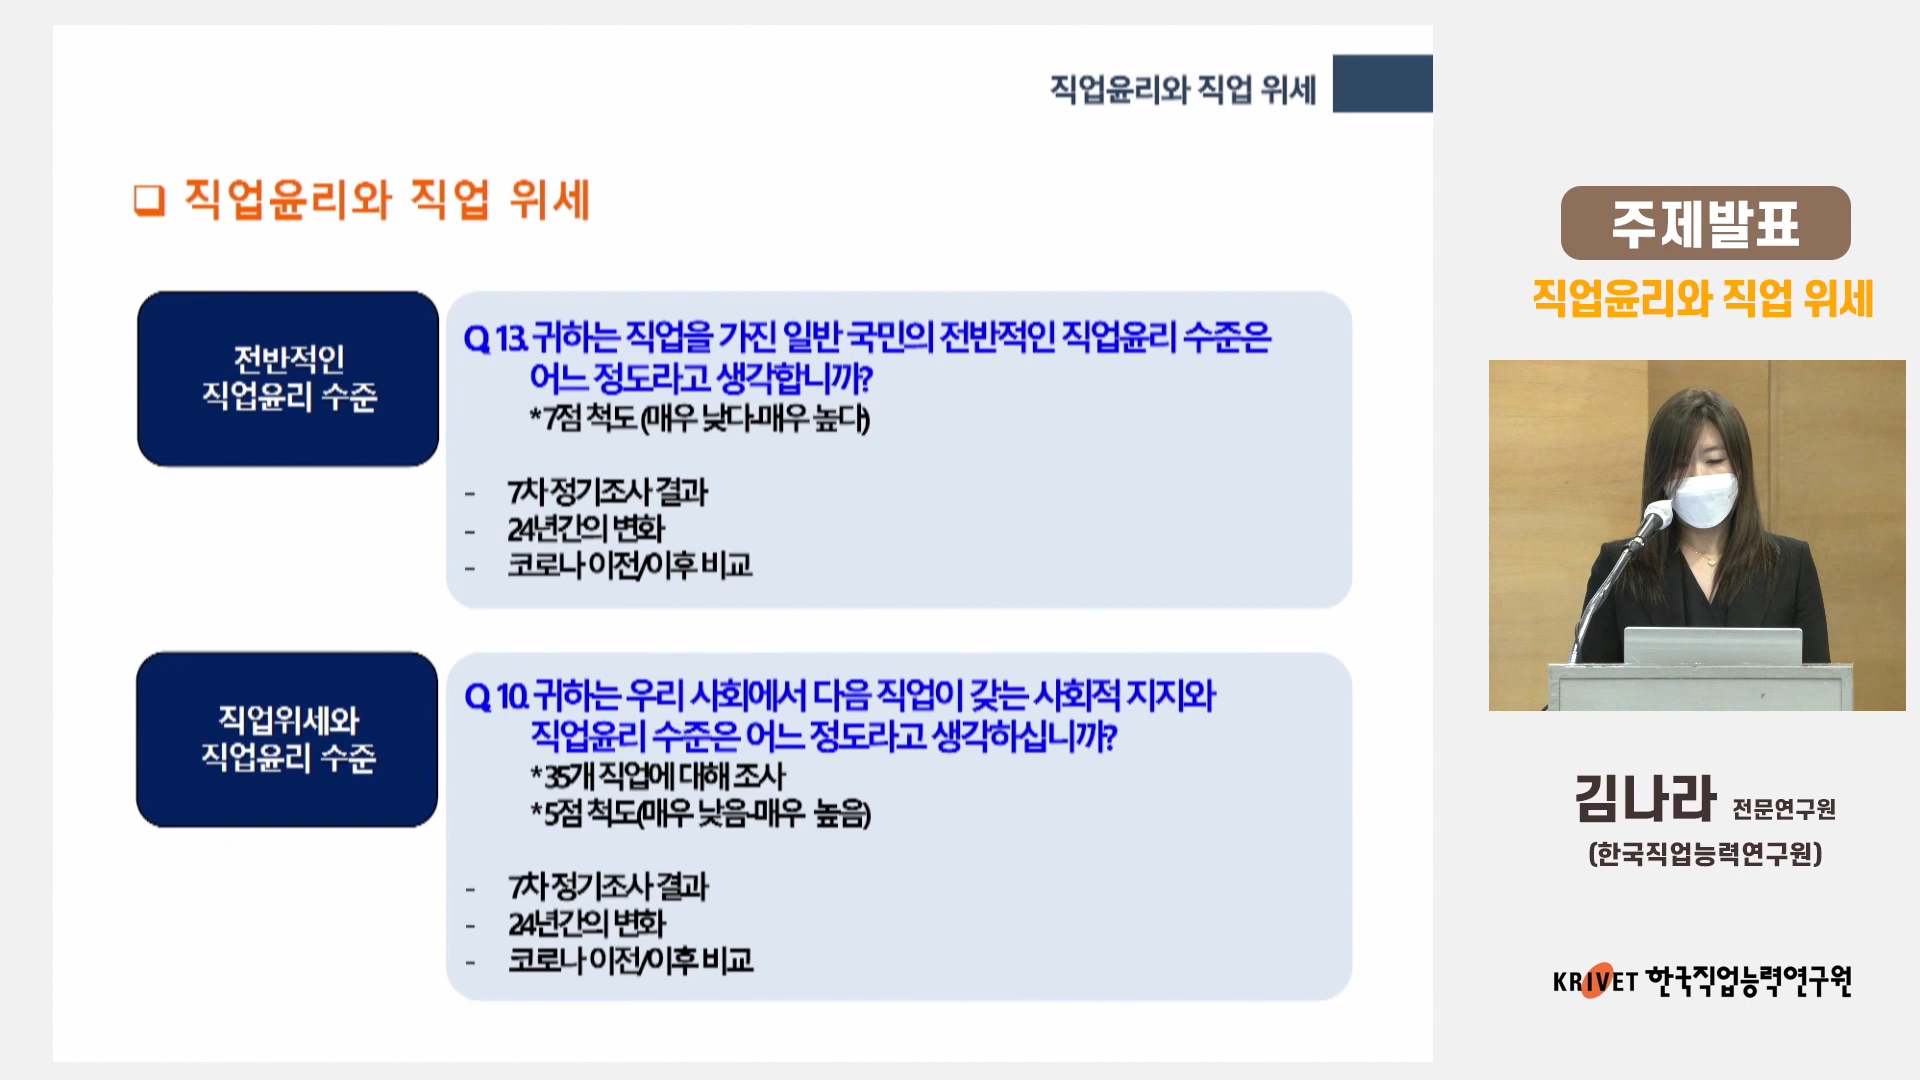 직업윤리와 직업 위세
❑ 직업윤리와 직업 위세
전반적인
직업윤리 수준
Q 13. 귀하는 직업을 가진 일반 국민의 전반적인 직업윤리 수준은
어느 정도라고 생각합니까?
*7점 척도 (매우 낮다-매우 높다)
- 7차 정기조사 결과
- 24년간의 변화
- 코로나 이전/이후 비교
직업위세와
직업윤리 수준
Q 10. 귀하는 우리 사회에서 다음 직업이 갖는 사회적 지지와
직업윤리 수준은 어느 정도라고 생각하십니까?
*35개 직업에 대해 조사
*5점 척도(매우 낮음-매우 높음)
- 7차 정기조사 결과
- 24년간의 변화
- 코로나 이전/이후 비교
주제발표
직업윤리와 직업 위세
김나라 전문연구원
(한국직업능력연구원)
KRIVET 한국직업능력연구원